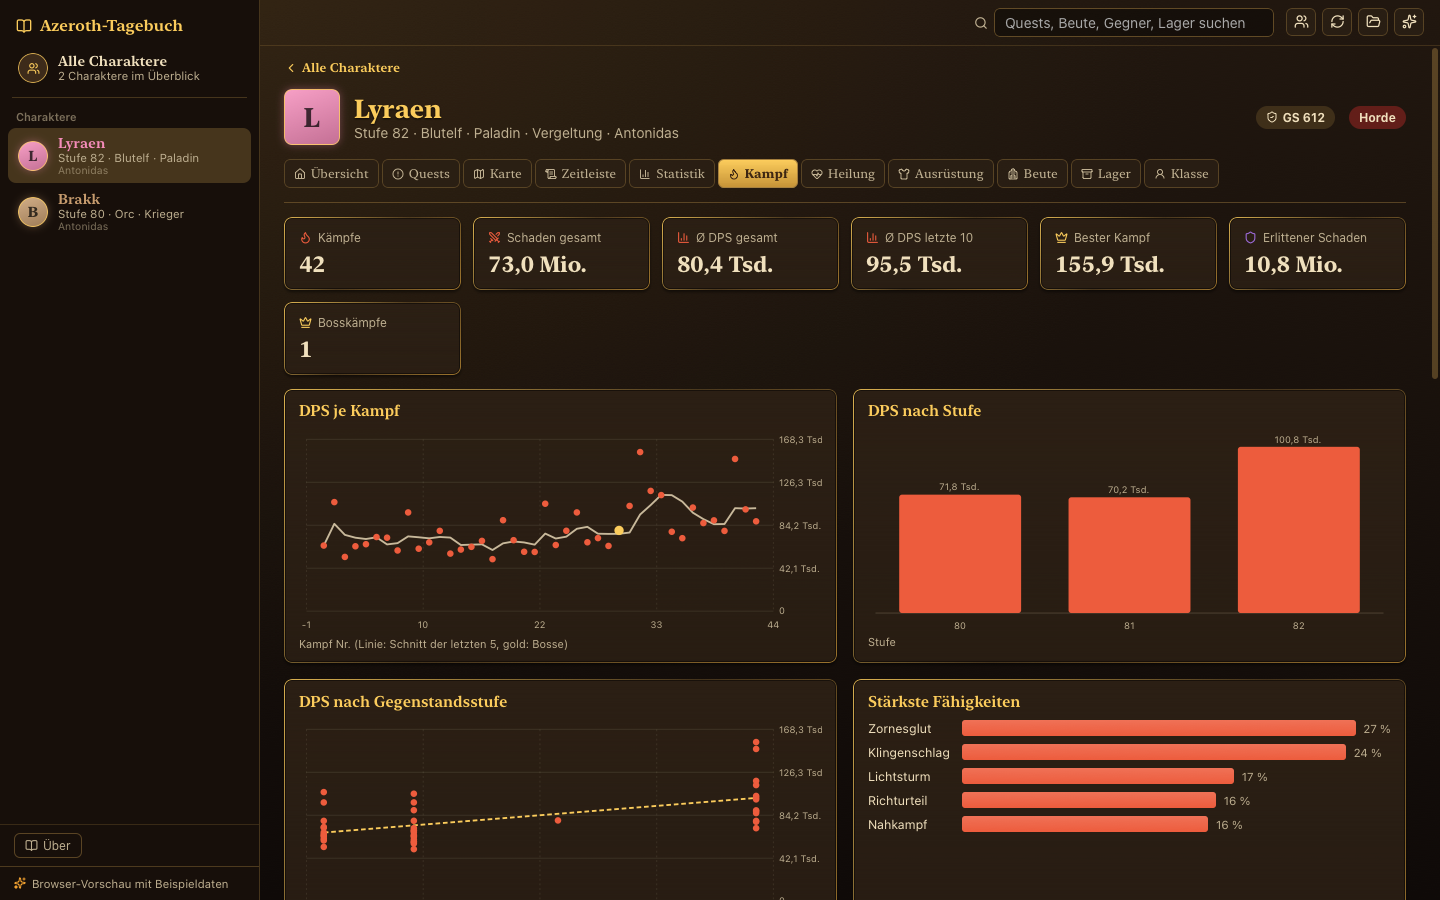 Azeroth-Tagebuch
Alle Charaktere
2 Charaktere im Überblick
Charaktere
L
Lyraen
Stufe 82 · Blutelf · Paladin
Antonidas
B
Brakk
Stufe 80 · Orc · Krieger
Antonidas
Über
Browser-Vorschau mit Beispieldaten
Quests, Beute, Gegner, Lager suchen
Alle Charaktere
L
Lyraen
Stufe 82 · Blutelf · Paladin · Vergeltung · Antonidas
GS 612
Horde
Übersicht
Quests
Karte
Zeitleiste
Statistik
Kampf
Heilung
Ausrüstung
Beute
Lager
Klasse
Kämpfe
42
Schaden gesamt
73,0 Mio.
Ø DPS gesamt
80,4 Tsd.
Ø DPS letzte 10
95,5 Tsd.
Bester Kampf
155,9 Tsd.
Erlittener Schaden
10,8 Mio.
Bosskämpfe
1
DPS je Kampf
168,3 Tsd
126,3 Tsd
84,2 Tsd.
42,1 Tsd.
0
-1
10
22
33
44
Kampf Nr. (Linie: Schnitt der letzten 5, gold: Bosse)
DPS nach Stufe
71,8 Tsd.
70,2 Tsd.
100,8 Tsd.
80
81
82
Stufe
DPS nach Gegenstandsstufe
168,3 Tsd
126,3 Tsd
84,2 Tsd.
42,1 Tsd.
Stärkste Fähigkeiten
Zornesglut
27 %
Klingenschlag
24 %
Lichtsturm
17 %
Richturteil
16 %
Nahkampf
16 %